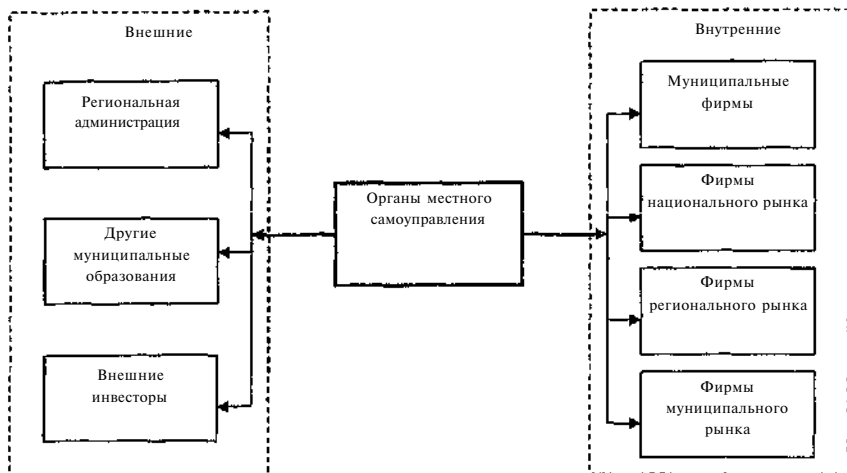 Внешние
Региональная
администрация
Другие
муниципальные
образования
Внешние
инвесторы
Органы местного
самоуправления
Внутренние
Муниципальные
фирмы
Фирмы
национального рынка
Фирмы
регионального рынка
Фирмы
муниципального
рынка